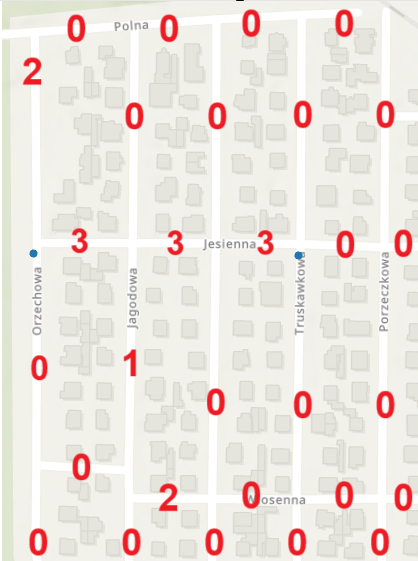 Polna
0 0 0 0
2
0 0 0 0
3 3 Jesienna 3 0 0
Orzechowa
Jagodowa
Truskawkowa
Porzeczkowa
0 1
0 0 0
0
2 0 Wiosenna 0 0
0 0 0 0 0